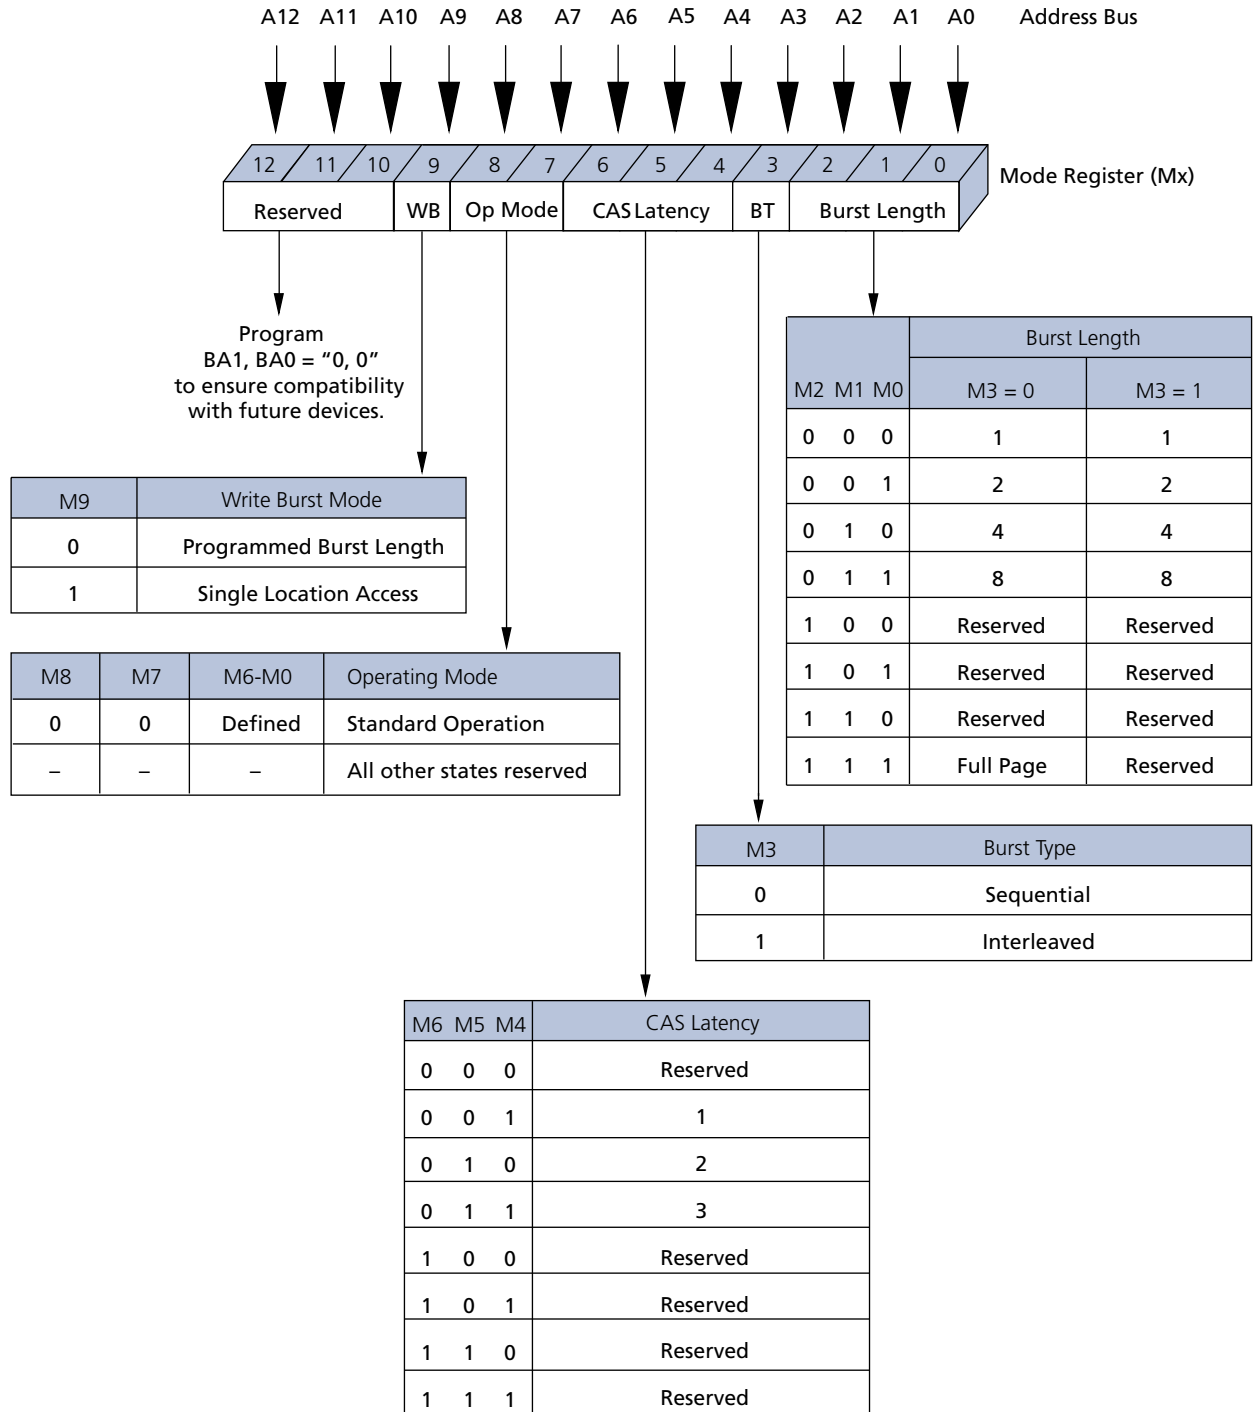 A12 A11 A10 A9 A8 A7 A6 A5 A4 A3 A2 A1 A0 Address Bus
12 11 10 9 8 7 6 5 4 3 2 1 0
Mode Register (Mx)
Reserved WB Op Mode CAS Latency BT Burst Length
Program
BA1, BA0 = “0, 0”
to ensure compatibility
with future devices.
Burst Length
M2 M1 M0 M3 = 0 M3 = 1
0 0 0 1 1
0 0 1 2 2
0 1 0 4 4
0 1 1 8 8
1 0 0 Reserved Reserved
1 0 1 Reserved Reserved
1 1 0 Reserved Reserved
1 1 1 Full Page Reserved
M9 Write Burst Mode
0 Programmed Burst Length
1 Single Location Access
M8 M7 M6-M0 Operating Mode
0 0 Defined Standard Operation
– – – All other states reserved
M3 Burst Type
0 Sequential
1 Interleaved
M6 M5 M4 CAS Latency
0 0 0 Reserved
0 0 1 1
0 1 0 2
0 1 1 3
1 0 0 Reserved
1 0 1 Reserved
1 1 0 Reserved
1 1 1 Reserved